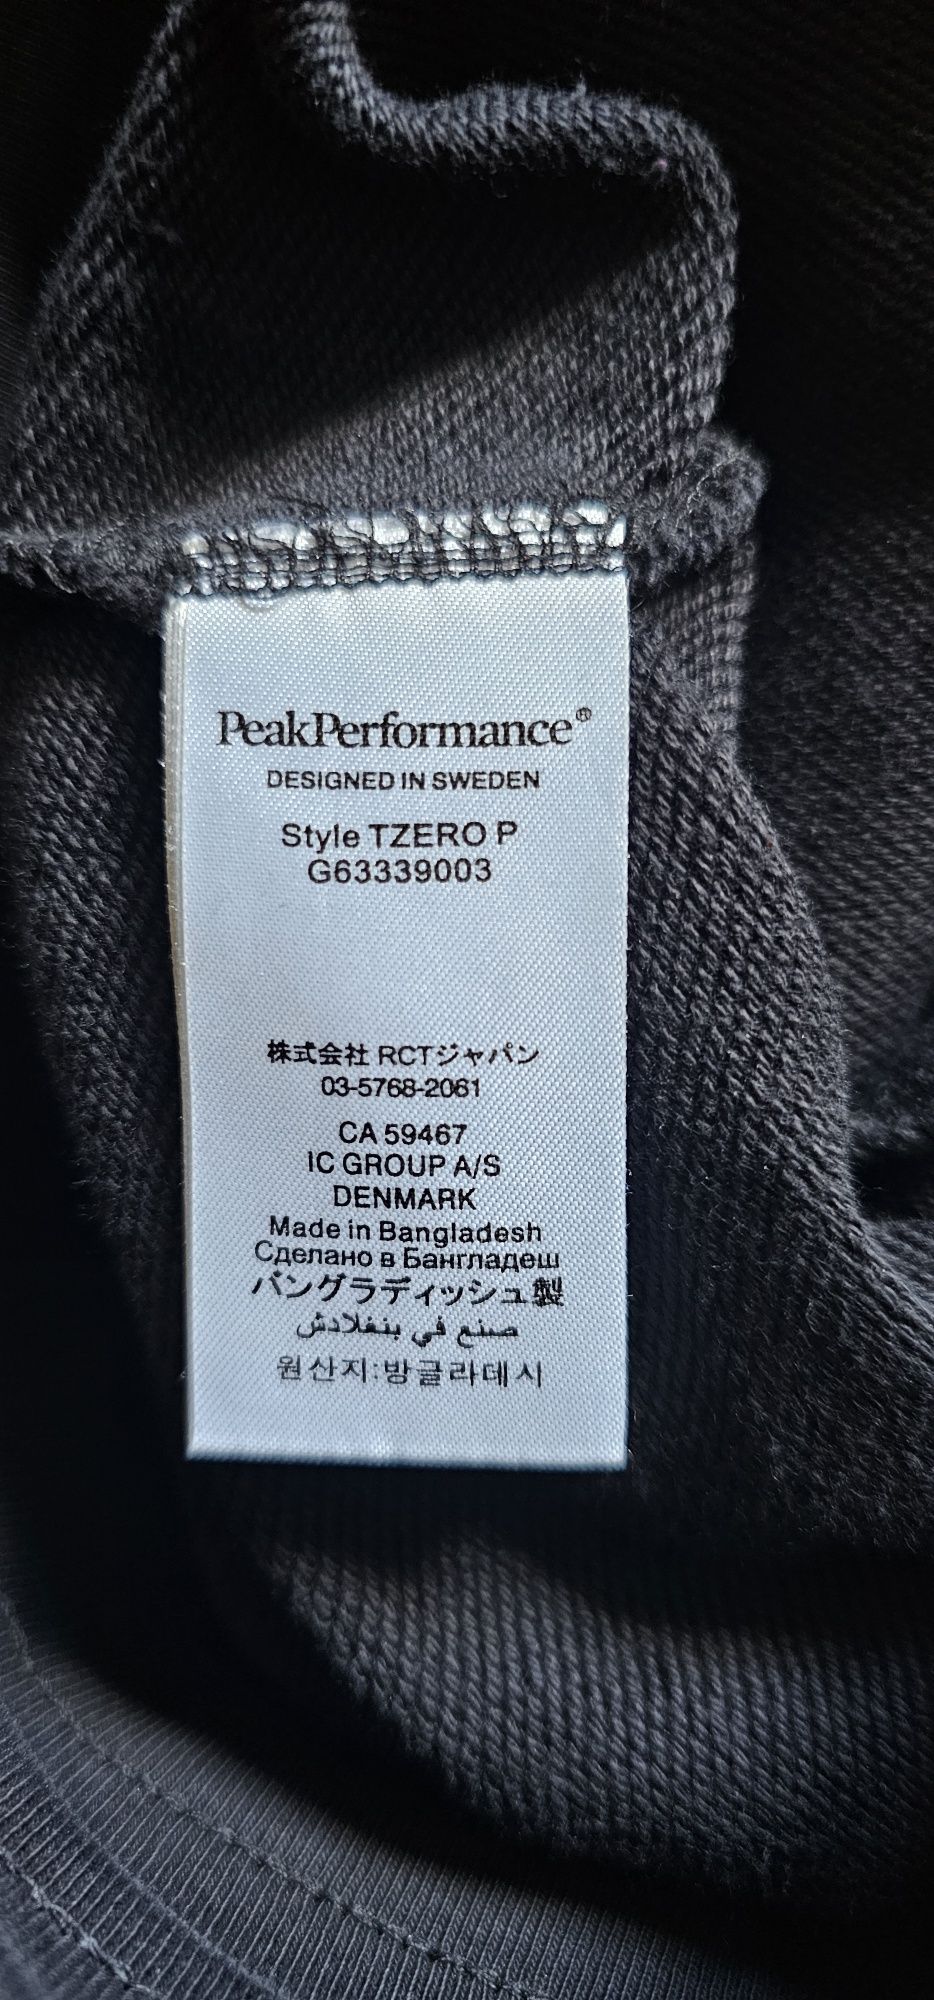 PeakPerformance®
DESIGNED IN SWEDEN
Style TZERO P
G63339003
株式会社 RCTジャパン
03-5768-2061
CA 59467
IC GROUP A/S
DENMARK
Made in Bangladesh
Сделано в Бангладеш
バングラディッシュ製
صنع في بنغلادش
원산지:방글라데시